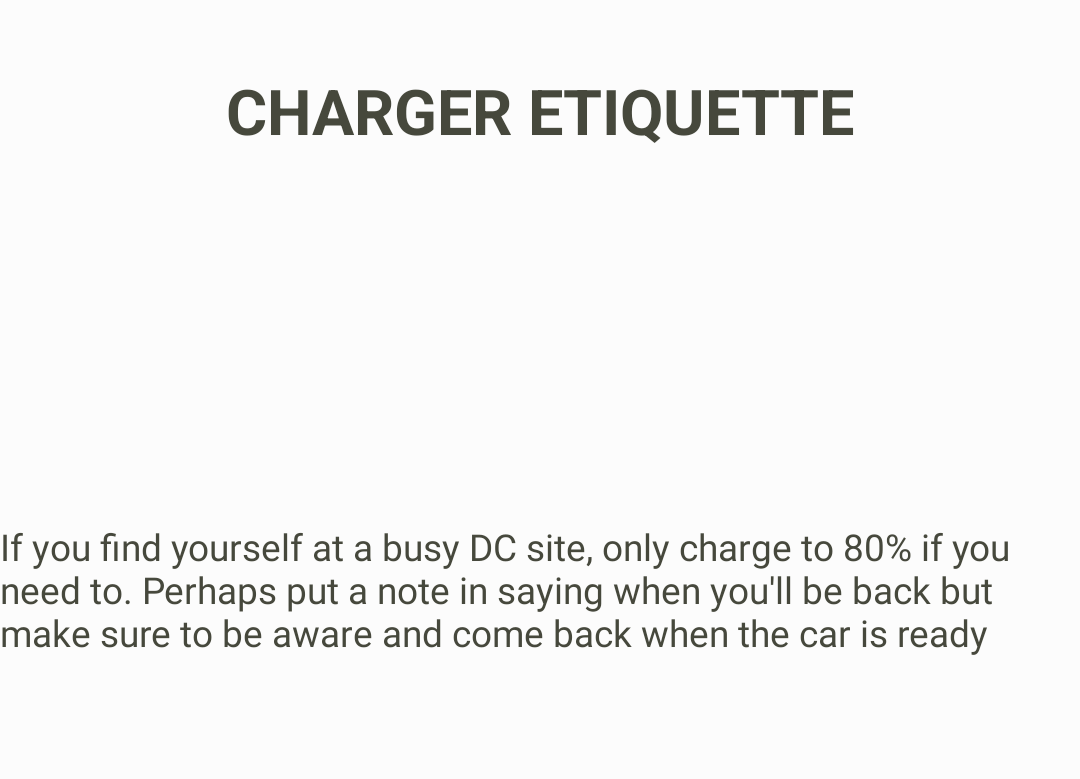 CHARGER ETIQUETTE
If you find yourself at a busy DC site, only charge to 80% if you
need to. Perhaps put a note in saying when you'll be back but
make sure to be aware and come back when the car is ready